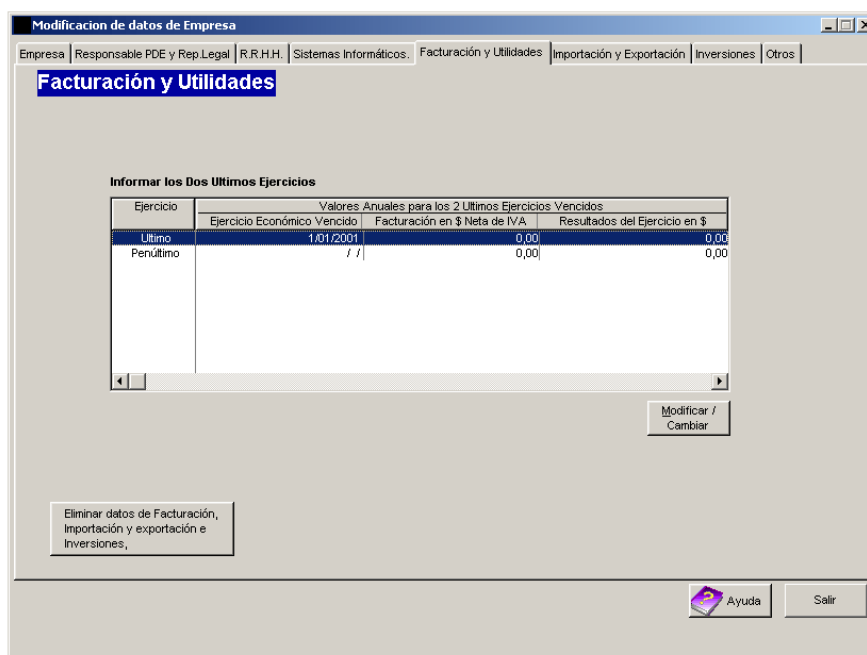 Modificacion de datos de Empresa
Empresa Responsable PDE y Rep.Legal R.R.H.H. Sistemas Informáticos. Facturación y Utilidades Importación y Exportación Inversiones Otros
Facturación y Utilidades
Informar los Dos Ultimos Ejercicios
Ejercicio Valores Anuales para los 2 Ultimos Ejercicios Vencidos
Ejercicio Económico Vencido Facturación en $ Neta de IVA Resultados del Ejercicio en $
Ultimo 1/01/2001 0,00 0,00
Penúltimo / / 0,00 0,00
Modificar /
Cambiar
Eliminar datos de Facturación,
Importación y exportación e
Inversiones,
Ayuda Salir